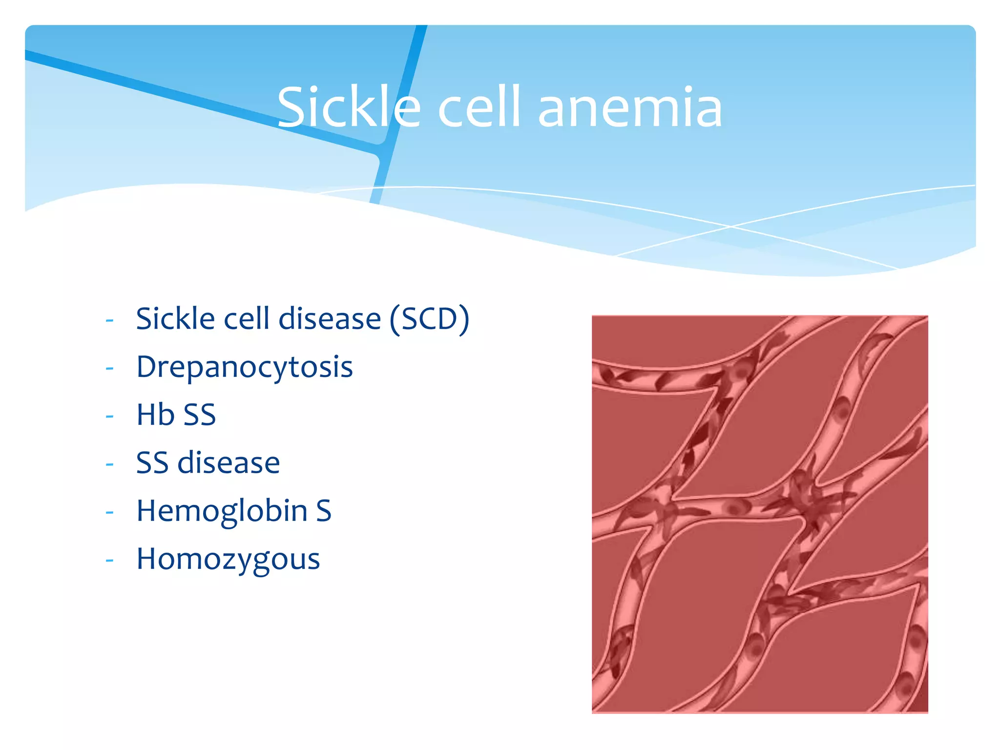 Sickle cell anemia
- Sickle cell disease (SCD)
- Drepanocytosis
- Hb SS
- SS disease
- Hemoglobin S
- Homozygous